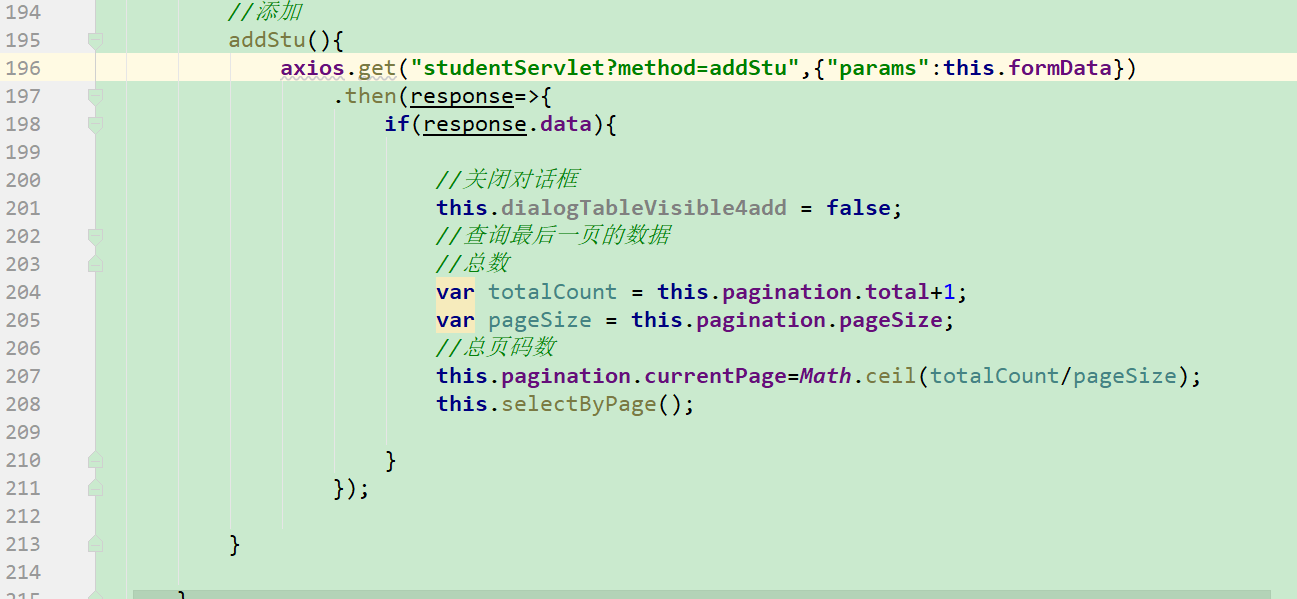 194 //添加
195 addStu(){
196 axios.get("studentServlet?method=addStu",{"params":this.formData})
197 .then(response=>{
198 if(response.data){
199
200 //关闭对话框
201 this.dialogTableVisible4add = false;
202 //查询最后一页的数据
203 //总数
204 var totalCount = this.pagination.total+1;
205 var pageSize = this.pagination.pageSize;
206 //总页码数
207 this.pagination.currentPage=Math.ceil(totalCount/pageSize);
208 this.selectByPage();
209
210 }
211 });
212
213 }
214
215 }